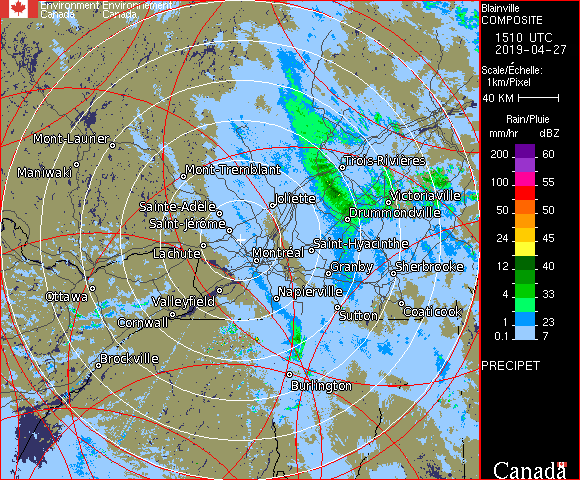 Environment Environnement
Canada Canada
Blainville
COMPOSITE
1510 UTC
2019-04-27
Scale/Échelle:
1km/Pixel
40 KM
Rain/Pluie
mm/hr dBZ
200 60
100 55
50 50
24 45
12 40
4 33
1 23
0.1 7
PRECIPET
Mont-Laurier
Maniwaki
Mont-Tremblant
Trois-Rivières
Joliette
Victoriaville
Sainte-Adèle
Drummondville
Saint-Jérôme
Lachute
Saint-Hyacinthe
Montréal
Granby
Sherbrooke
Ottawa
Valleyfield
Napierville
Cornwall
Sutton
Coaticook
Brockville
Burlington
Canada